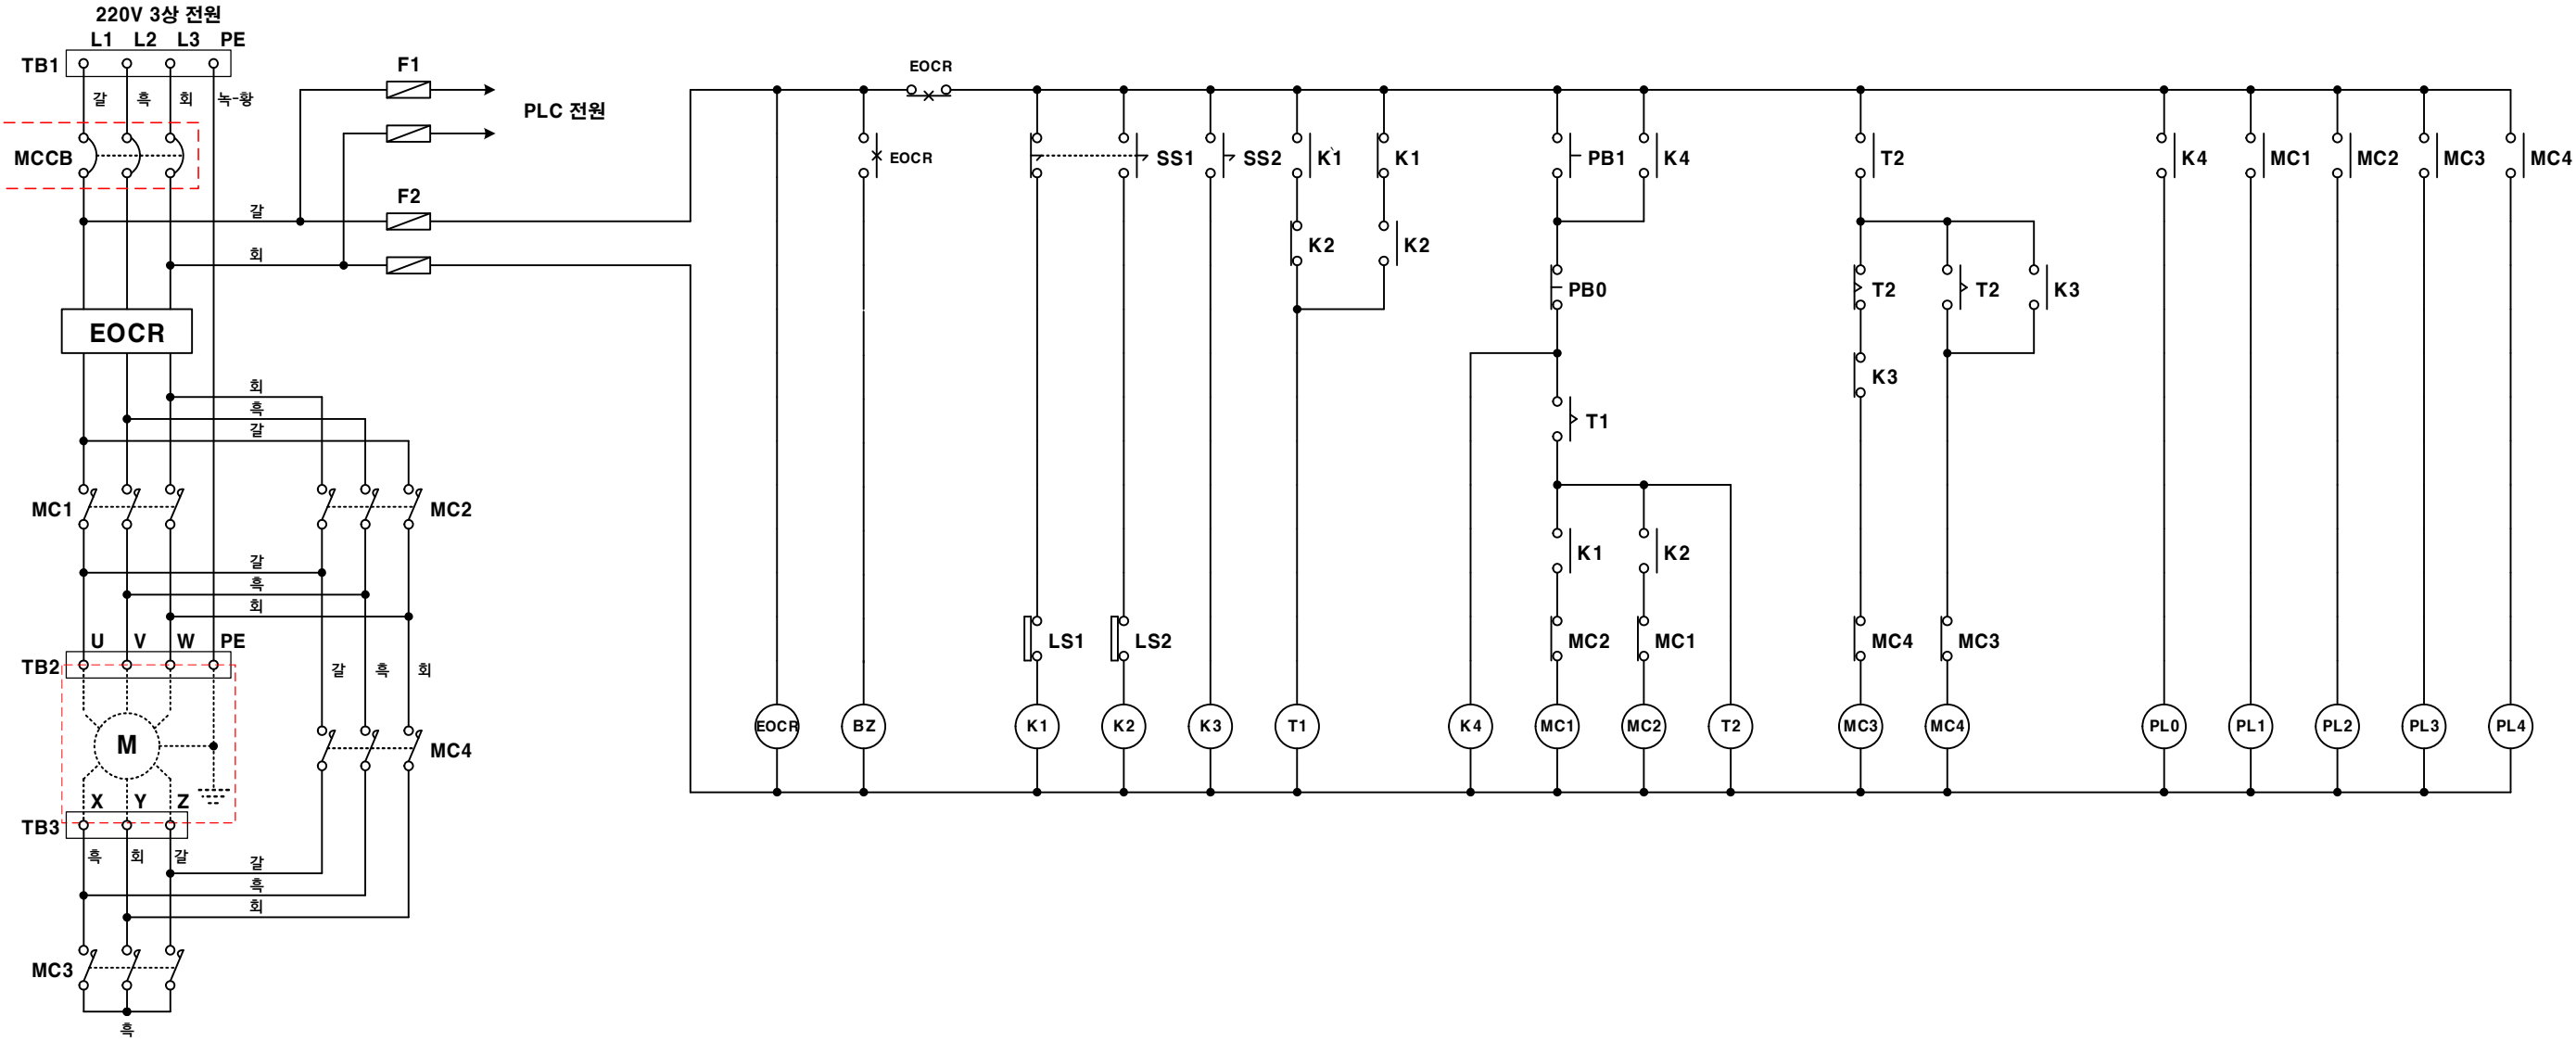 220V 3상 전원
L1 L2 L3 PE
TB1
갈 흑 회 녹-황
MCCB
F1
PLC 전원
갈
F2
회
EOCR
회
흑
갈
MC1
MC2
갈
흑
회
U V W PE
TB2
갈 흑 회
M
MC4
X Y Z
TB3
흑 회 갈
갈
흑
회
MC3
흑
EOCR
EOCR
SS1
SS2
K`1
K1
PB1
K4
T2
K4
MC1
MC2
MC3
MC4
K2
K2
PB0
T2
T2
K3
K3
T1
K1
K2
LS1
LS2
MC2
MC1
MC4
MC3
EOCR
BZ
K1
K2
K3
T1
K4
MC1
MC2
T2
MC3
MC4
PL0
PL1
PL2
PL3
PL4